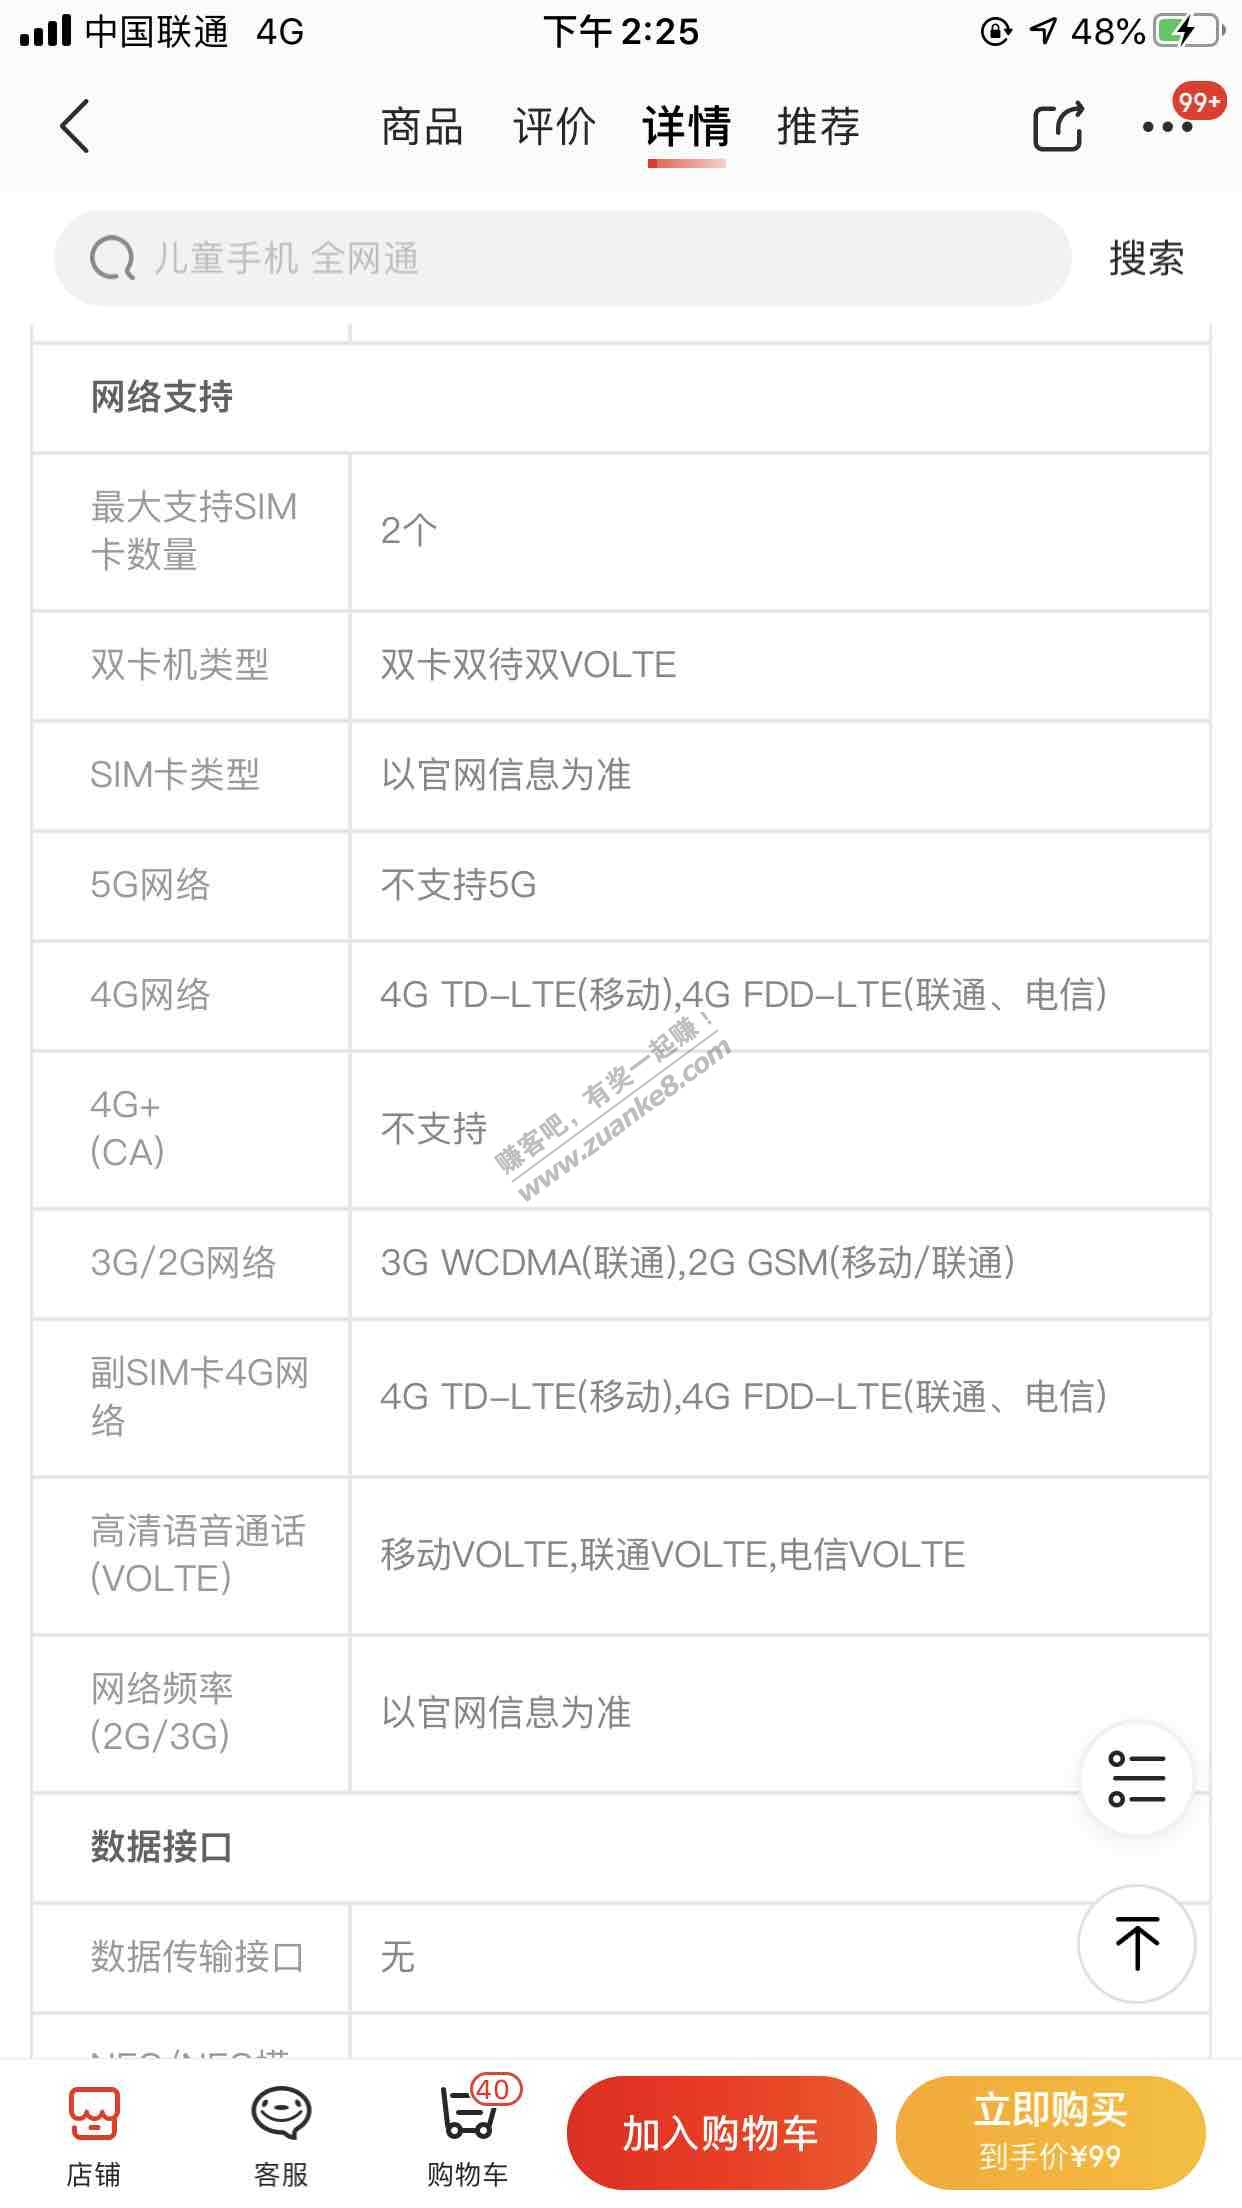 中国联通 4G 下午 2:25 48%
商品 评价 详情 推荐 99+
儿童手机 全网通 搜索
网络支持
最大支持SIM
卡数量
2个
双卡机类型 双卡双待双VOLTE
SIM卡类型 以官网信息为准
5G网络 不支持5G
4G网络 4G TD-LTE(移动),4G FDD-LTE(联通、电信)
4G+
(CA)
不支持
赚客吧，有奖一起赚！
www.zuanke8.com
3G/2G网络 3G WCDMA(联通),2G GSM(移动/联通)
副SIM卡4G网
络
4G TD-LTE(移动),4G FDD-LTE(联通、电信)
高清语音通话
(VOLTE)
移动VOLTE,联通VOLTE,电信VOLTE
网络频率
(2G/3G)
以官网信息为准
数据接口
数据传输接口 无
店铺 客服 购物车 40 加入购物车
立即购买
到手价¥99